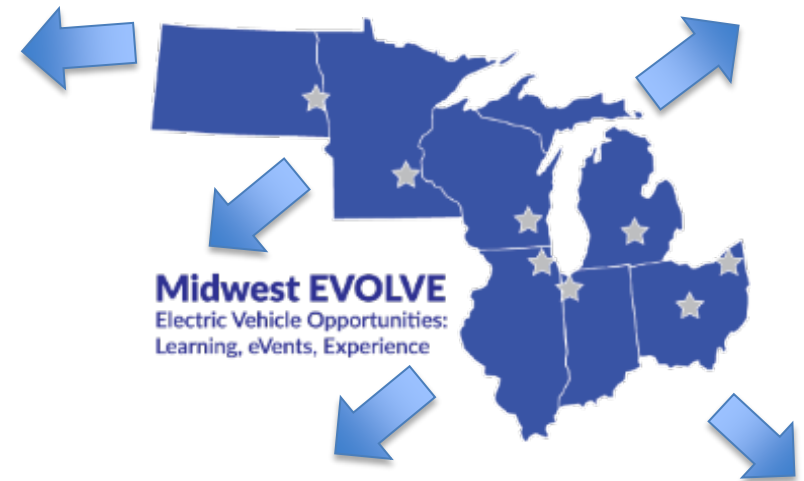 Midwest EVOLVE
Electric Vehicle Opportunities:
Learning, eVents, Experience